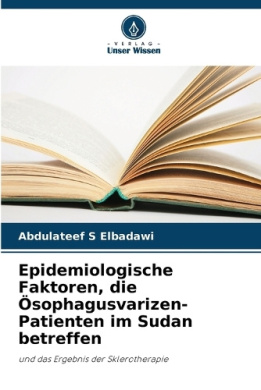 VERLAG
Unser Wissen
Abdulateef S Elbadawi
Epidemiologische
Faktoren, die
Ösophagusvarizen-
Patienten im Sudan
betreffen
und das Ergebnis der Sklerotherapie